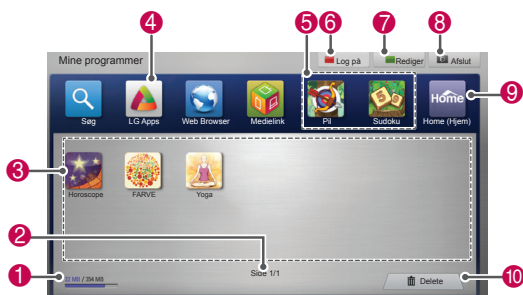 5 6 7 8
4
Mine programmer Log på Rediger Afslut
9
Søg LG Apps Web Browser Medielink Pil Sudoku Home (Hjem)
Home
3
Horoscope FARVE Yoga
2
Side 1/1
1 / 354 MB
Delete 10